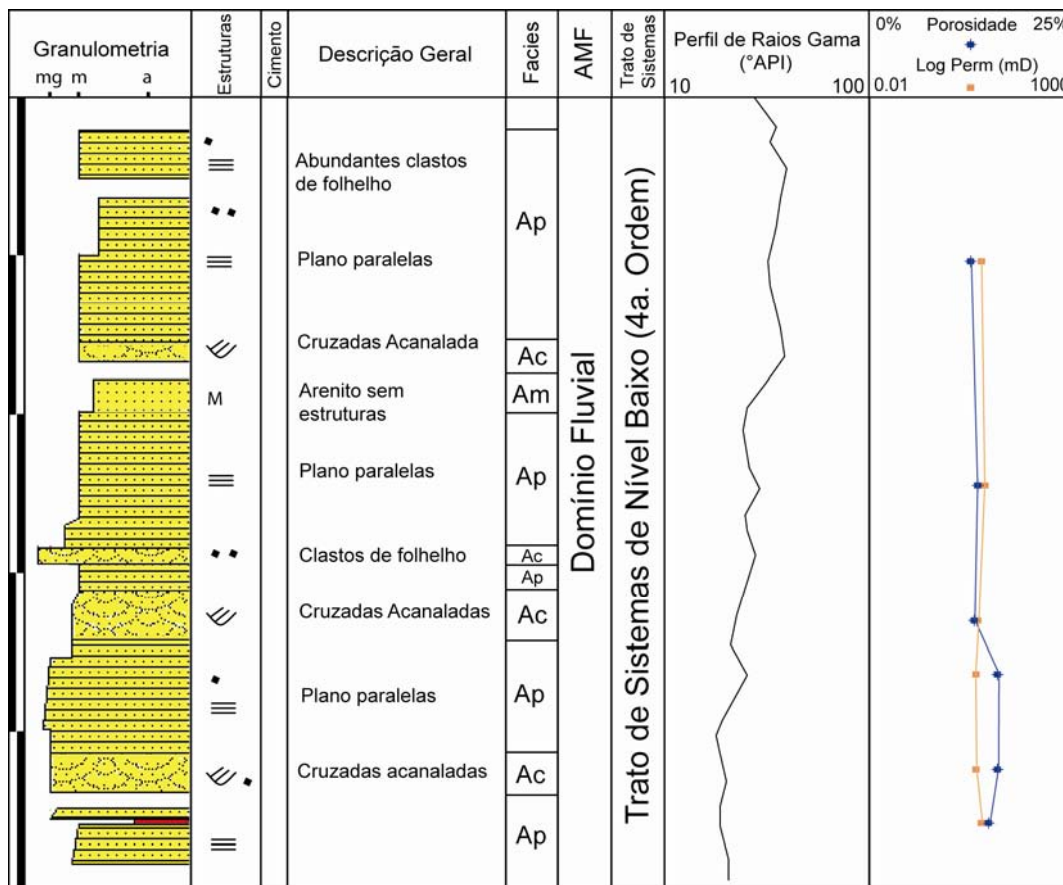 Granulometria
mg m a
Estruturas
Cimento
Descrição Geral
Facies
AMF
Trato de
Sistemas
Perfil de Raios Gama
(°API)
10 100
0% Porosidade 25%
Log Perm (mD)
0.01 1000
Abundantes clastos
de folhelho
Ap
Plano paralelas
Cruzadas Acanalada
Ac
M
Arenito sem
estruturas
Am
Plano paralelas
Ap
Clastos de folhelho
Ac
Ap
Cruzadas Acanaladas
Ac
Plano paralelas
Ap
Cruzadas acanaladas
Ac
Ap
Domínio Fluvial
Trato de Sistemas de Nível Baixo (4a. Ordem)